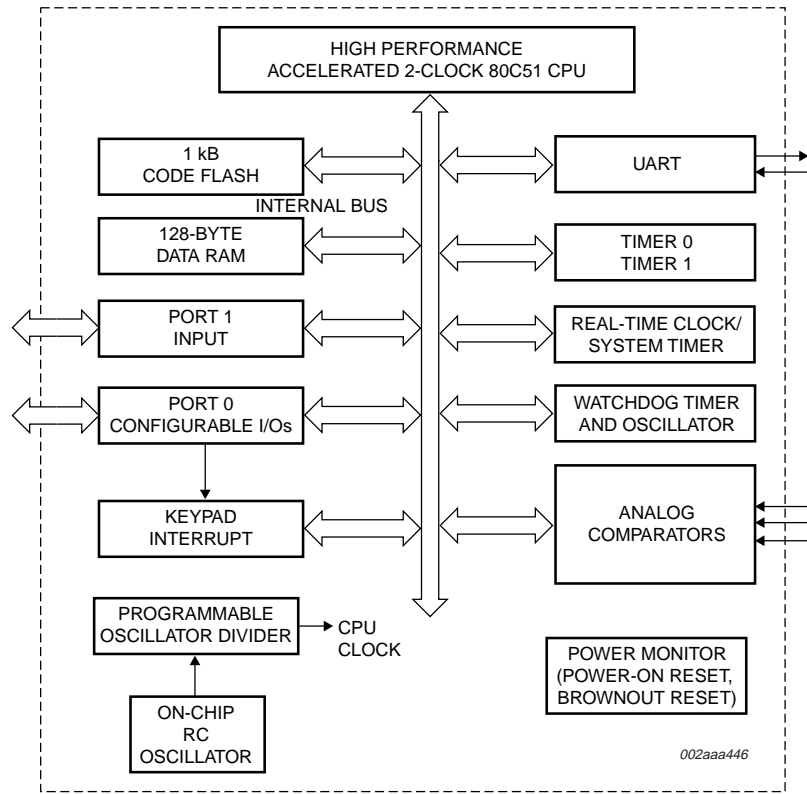 HIGH PERFORMANCE
ACCELERATED 2-CLOCK 80C51 CPU
1 kB
CODE FLASH
INTERNAL BUS
128-BYTE
DATA RAM
PORT 1
INPUT
PORT 0
CONFIGURABLE I/Os
KEYPAD
INTERRUPT
PROGRAMMABLE
OSCILLATOR DIVIDER
CPU
CLOCK
ON-CHIP
RC
OSCILLATOR
UART
TIMER 0
TIMER 1
REAL-TIME CLOCK/
SYSTEM TIMER
WATCHDOG TIMER
AND OSCILLATOR
ANALOG
COMPARATORS
POWER MONITOR
(POWER-ON RESET,
BROWNOUT RESET)
002aaa446